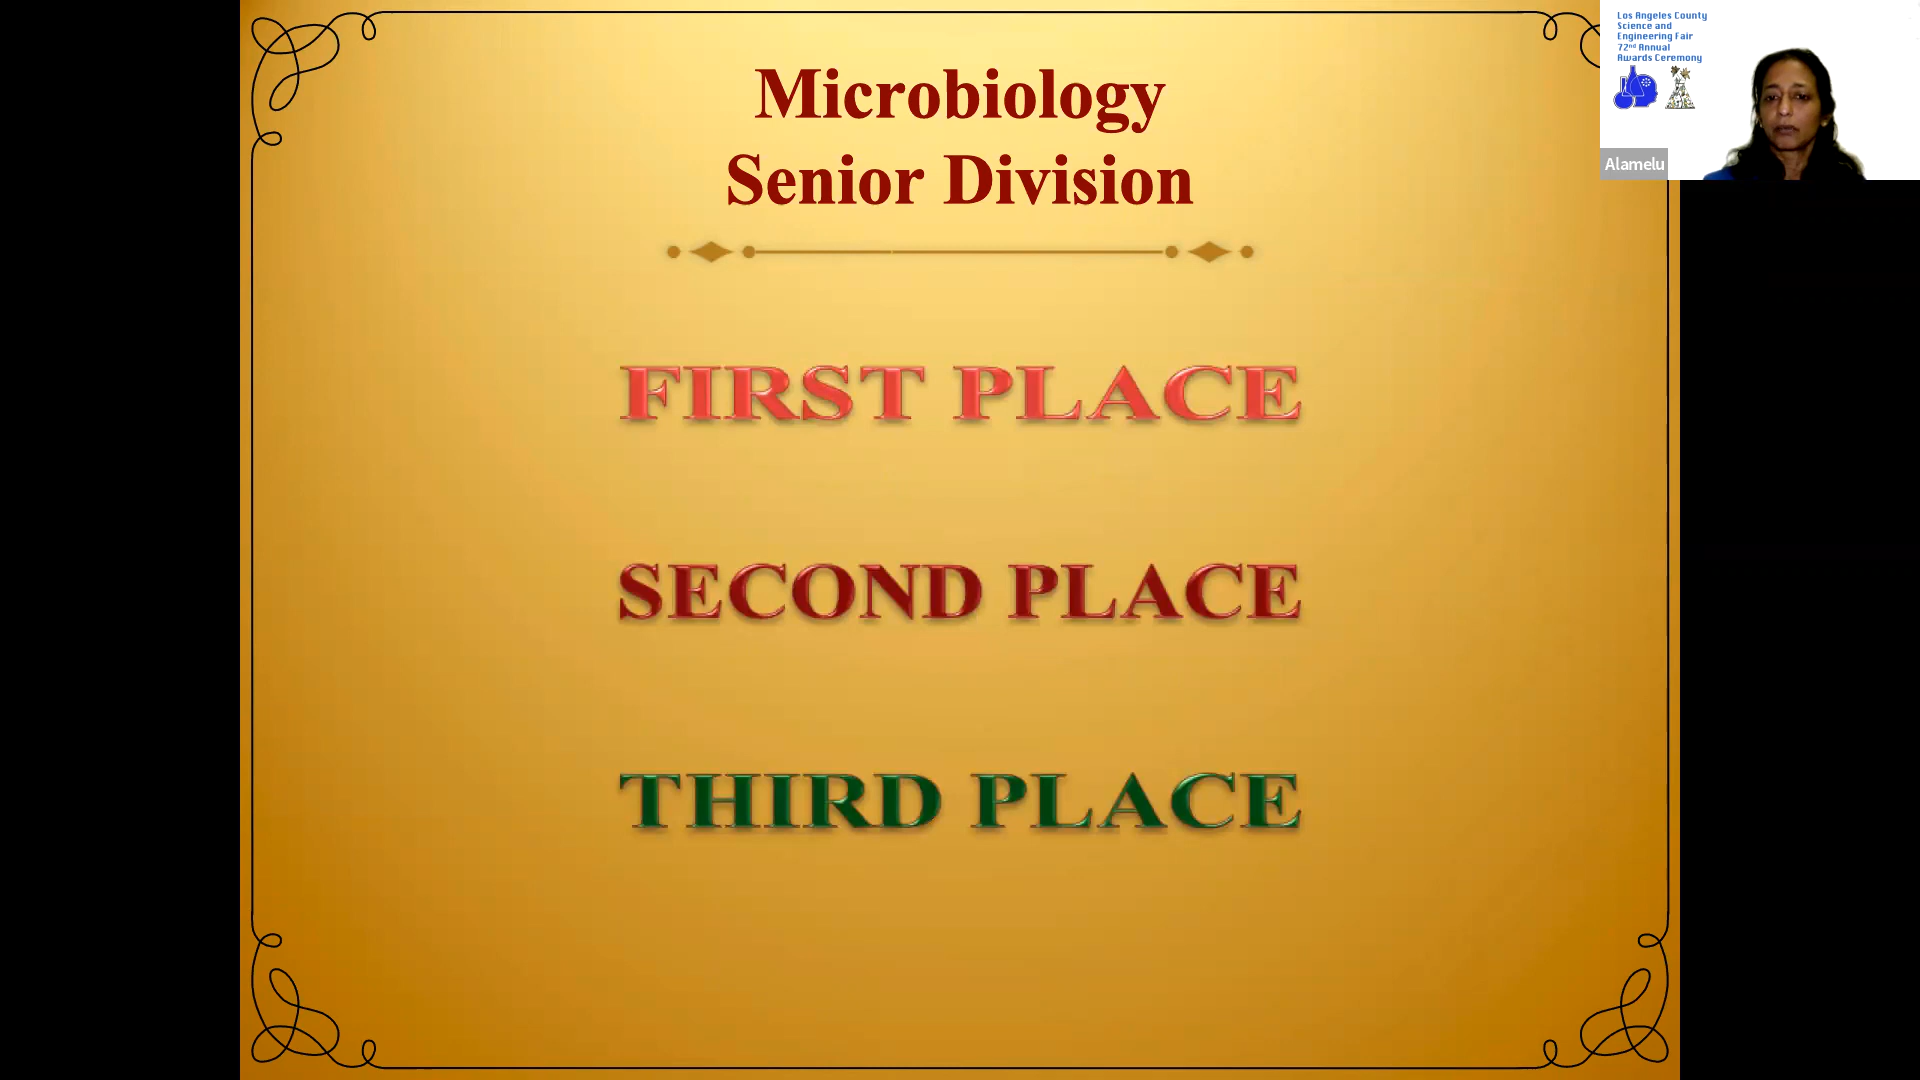 Microbiology
Senior Division
FIRST PLACE
SECOND PLACE
THIRD PLACE
Los Angeles County
Science and
Engineering Fair
72nd Annual
Awards Ceremony
Alamelu